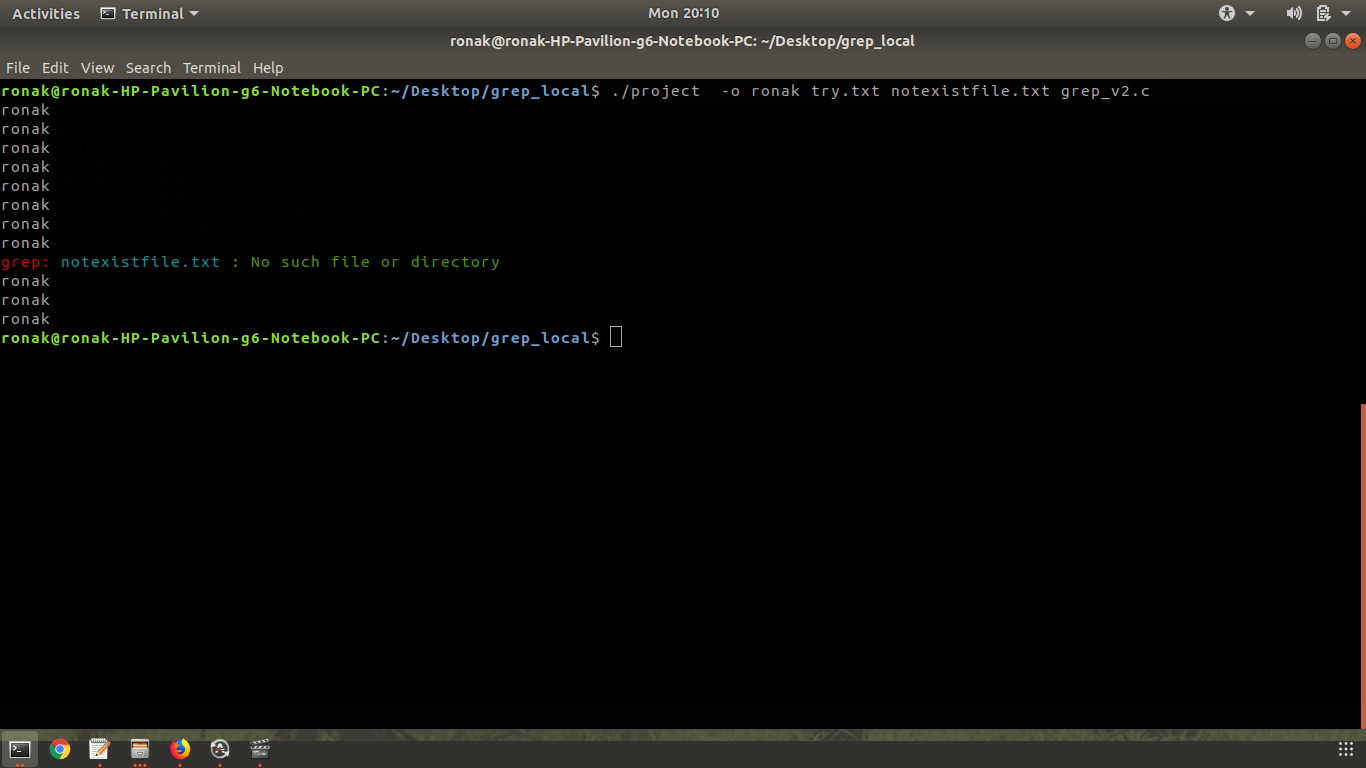 Activities Terminal Mon 20:10
ronak@ronak-HP-Pavilion-g6-Notebook-PC: ~/Desktop/grep_local
File Edit View Search Terminal Help
ronak@ronak-HP-Pavilion-g6-Notebook-PC:~/Desktop/grep_local$ ./project  -o ronak try.txt notexistfile.txt grep_v2.c
ronak
ronak
ronak
ronak
ronak
ronak
ronak
ronak
grep: notexistfile.txt : No such file or directory
ronak
ronak
ronak
ronak@ronak-HP-Pavilion-g6-Notebook-PC:~/Desktop/grep_local$